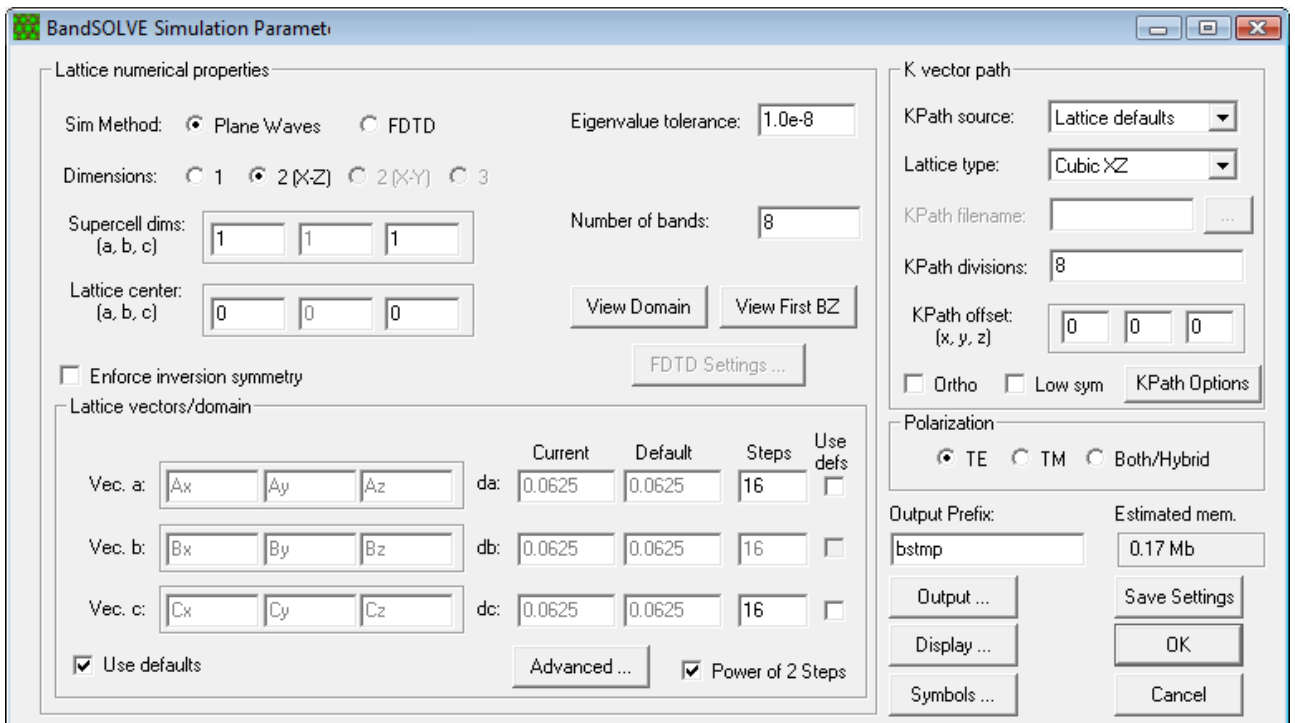 BandSOLVE Simulation Paramet
Lattice numerical properties
Sim Method: Plane Waves FDTD
Eigenvalue tolerance: 1.0e-8
Dimensions: 1 2 (X-Z) 2 (X-Y) 3
Supercell dims:
(a, b, c)
1 1 1
Number of bands: 8
Lattice center:
(a, b, c)
0 0 0
View Domain View First BZ
FDTD Settings ...
Enforce inversion symmetry
Lattice vectors/domain
Current Default Steps Use
defs
Vec. a: Ax Ay Az da: 0.0625 0.0625 16
Vec. b: Bx By Bz db: 0.0625 0.0625 16
Vec. c: Cx Cy Cz dc: 0.0625 0.0625 16
Use defaults Advanced ... Power of 2 Steps
K vector path
KPath source: Lattice defaults
Lattice type: Cubic XZ
KPath filename: ...
KPath divisions: 8
KPath offset:
(x, y, z)
0 0 0
Ortho Low sym KPath Options
Polarization
TE TM Both/Hybrid
Output Prefix: Estimated mem.
bstmp 0.17 Mb
Output ... Save Settings
Display ... OK
Symbols ... Cancel